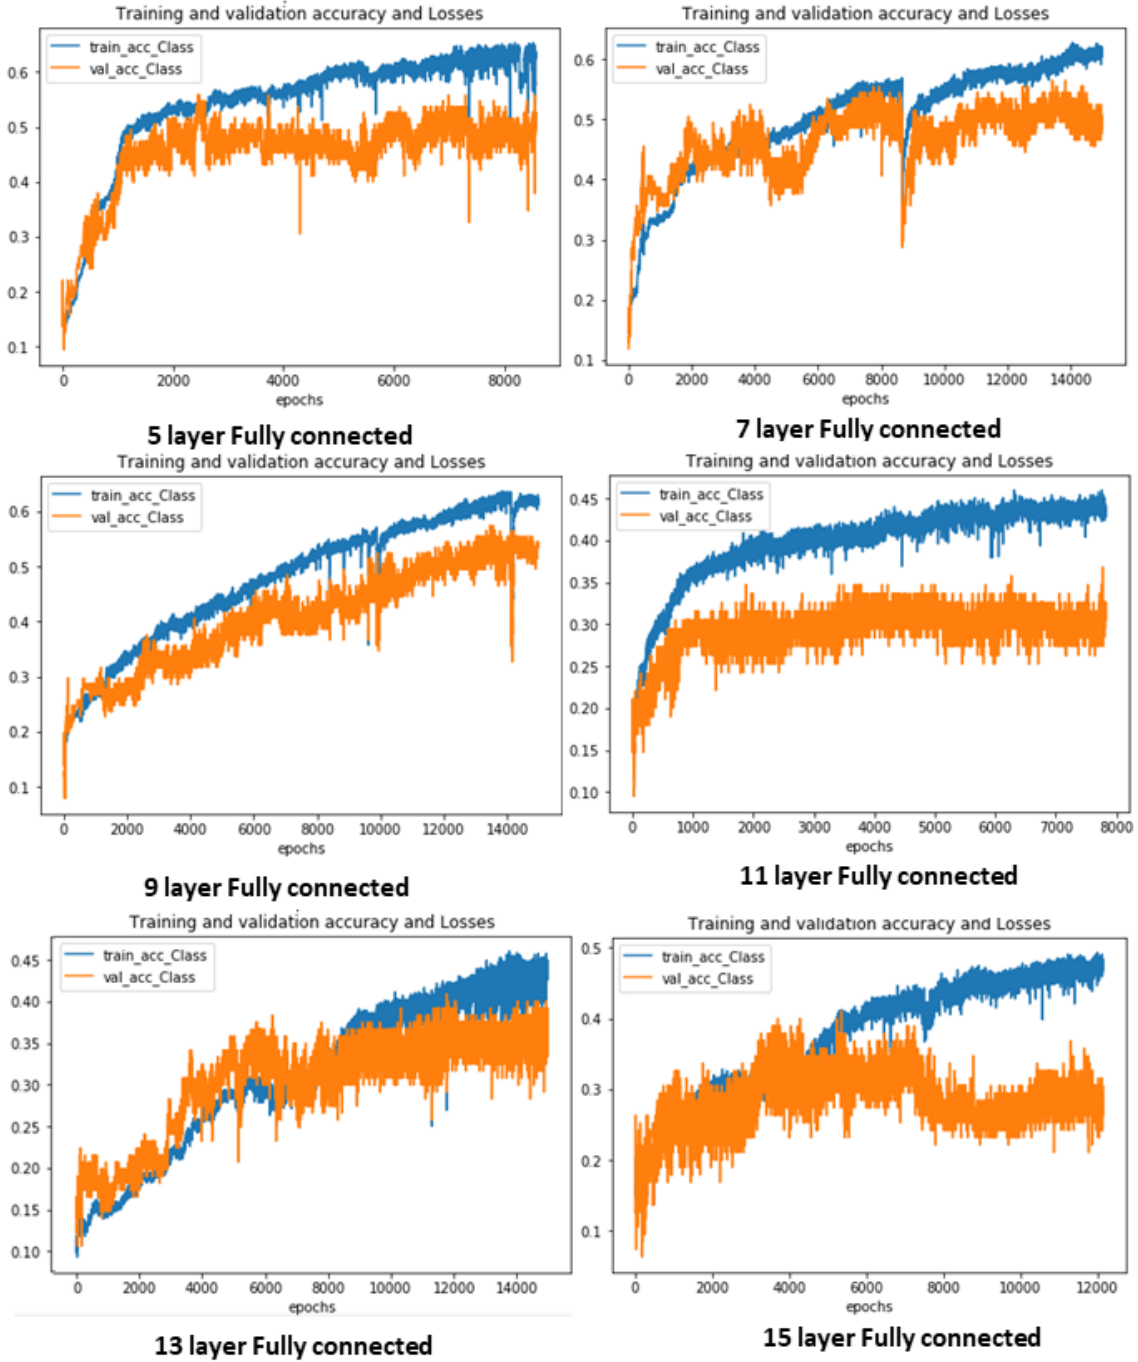 Training and validation accuracy and Losses
train_acc_Class
val_acc_Class
0.6
0.5
0.4
0.3
0.2
0.1
0 2000 4000 6000 8000
epochs
5 layer Fully connected
Training and validation accuracy and Losses
train_acc_Class
val_acc_Class
0.6
0.5
0.4
0.3
0.2
0.1
0 2000 4000 6000 8000 10000 12000 14000
epochs
7 layer Fully connected
Training and validation accuracy and Losses
train_acc_Class
val_acc_Class
0.6
0.5
0.4
0.3
0.2
0.1
0 2000 4000 6000 8000 10000 12000 14000
epochs
9 layer Fully connected
Training and validation accuracy and Losses
train_acc_Class
val_acc_Class
0.45
0.40
0.35
0.30
0.25
0.20
0.15
0.10
0 1000 2000 3000 4000 5000 6000 7000 8000
epochs
11 layer Fully connected
Training and validation accuracy and Losses
train_acc_Class
val_acc_Class
0.45
0.40
0.35
0.30
0.25
0.20
0.15
0.10
0 2000 4000 6000 8000 10000 12000 14000
epochs
13 layer Fully connected
Training and validation accuracy and Losses
train_acc_Class
val_acc_Class
0.5
0.4
0.3
0.2
0.1
0 2000 4000 6000 8000 10000 12000
epochs
15 layer Fully connected